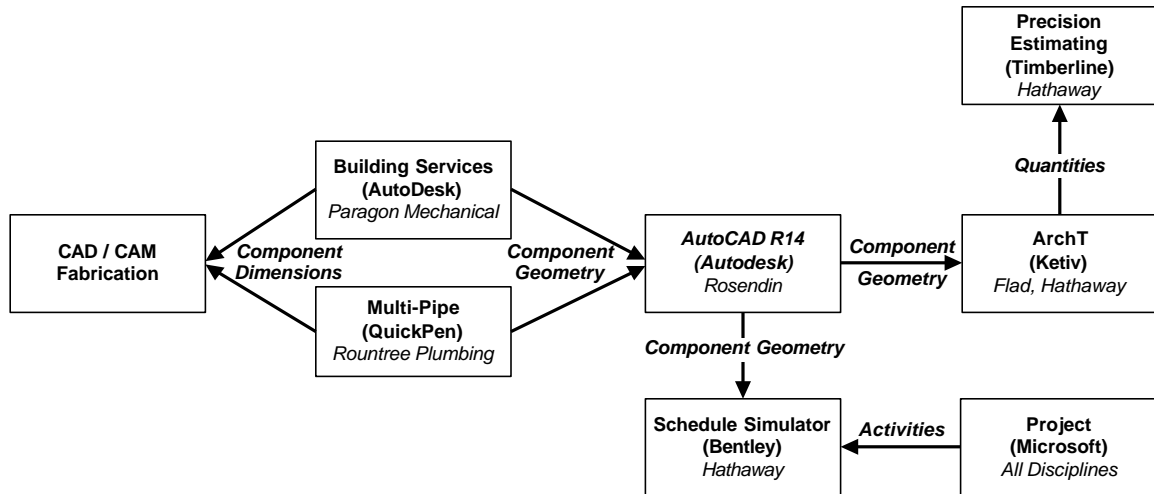 Precision
Estimating
(Timberline)
Hathaway
Quantities
Building Services
(AutoDesk)
Paragon Mechanical
CAD / CAM
Fabrication
Component
Dimensions
Component
Geometry
Multi-Pipe
(QuickPen)
Rountree Plumbing
AutoCAD R14
(Autodesk)
Rosendin
Component
Geometry
ArchT
(Ketiv)
Flad, Hathaway
Component Geometry
Schedule Simulator
(Bentley)
Hathaway
Activities
Project
(Microsoft)
All Disciplines